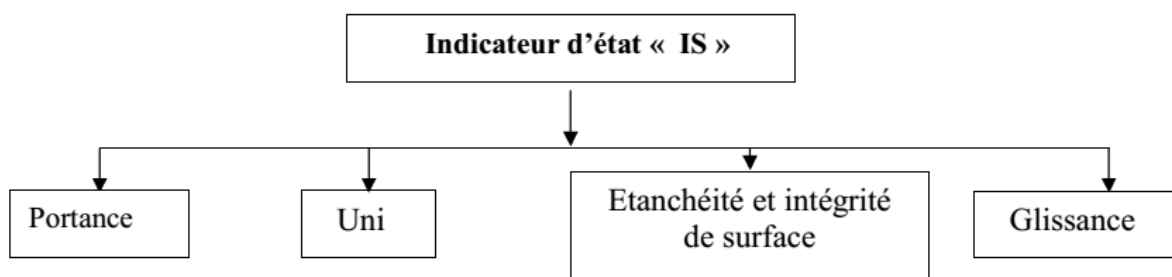 Indicateur d'état «  IS »
Portance
Uni
Etanchéité et intégrité
de surface
Glissance